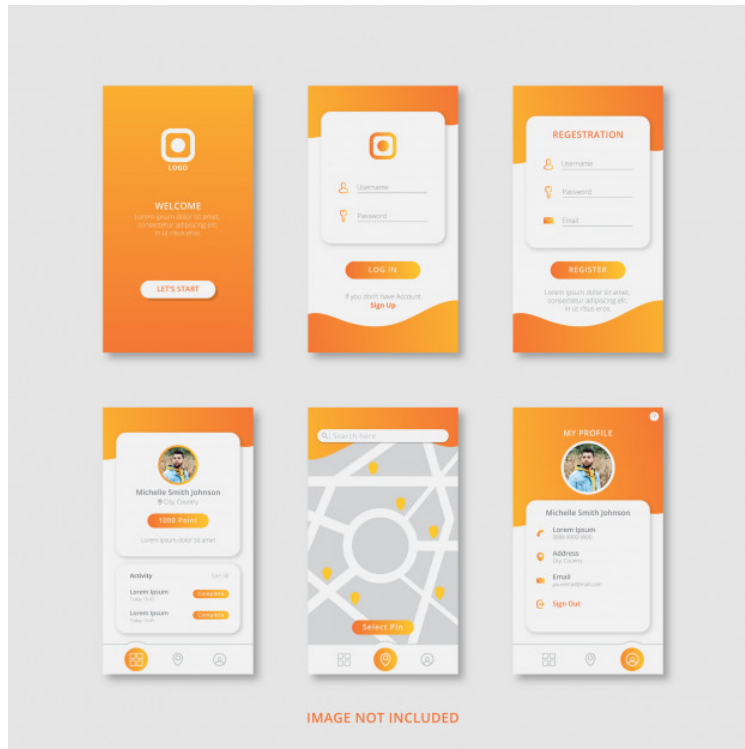 LOGO
WELCOME
Lorem ipsum dolor sit amet,
consectetur adipiscing elit,
In ut risus eros.
LET'S START
Username
Password
LOG IN
If you don't have Account
Sign Up
REGESTRATION
Username
Password
Email
REGISTER
Lorem ipsum dolor sit amet,
consectetur adipiscing elit,
In ut risus eros,
Michelle Smith Johnson
City, Country
1000 Points
Lorem ipsum dolor sit amet
Activity
See all
Lorem Ipsum
Complete
Today
Lorem Ipsum
Complete
Today
Search here
Select Pin
?
MY PROFILE
Michelle Smith Johnson
Lorem Ipsum
Address
City, Country
Email
Sign Out
IMAGE NOT INCLUDED